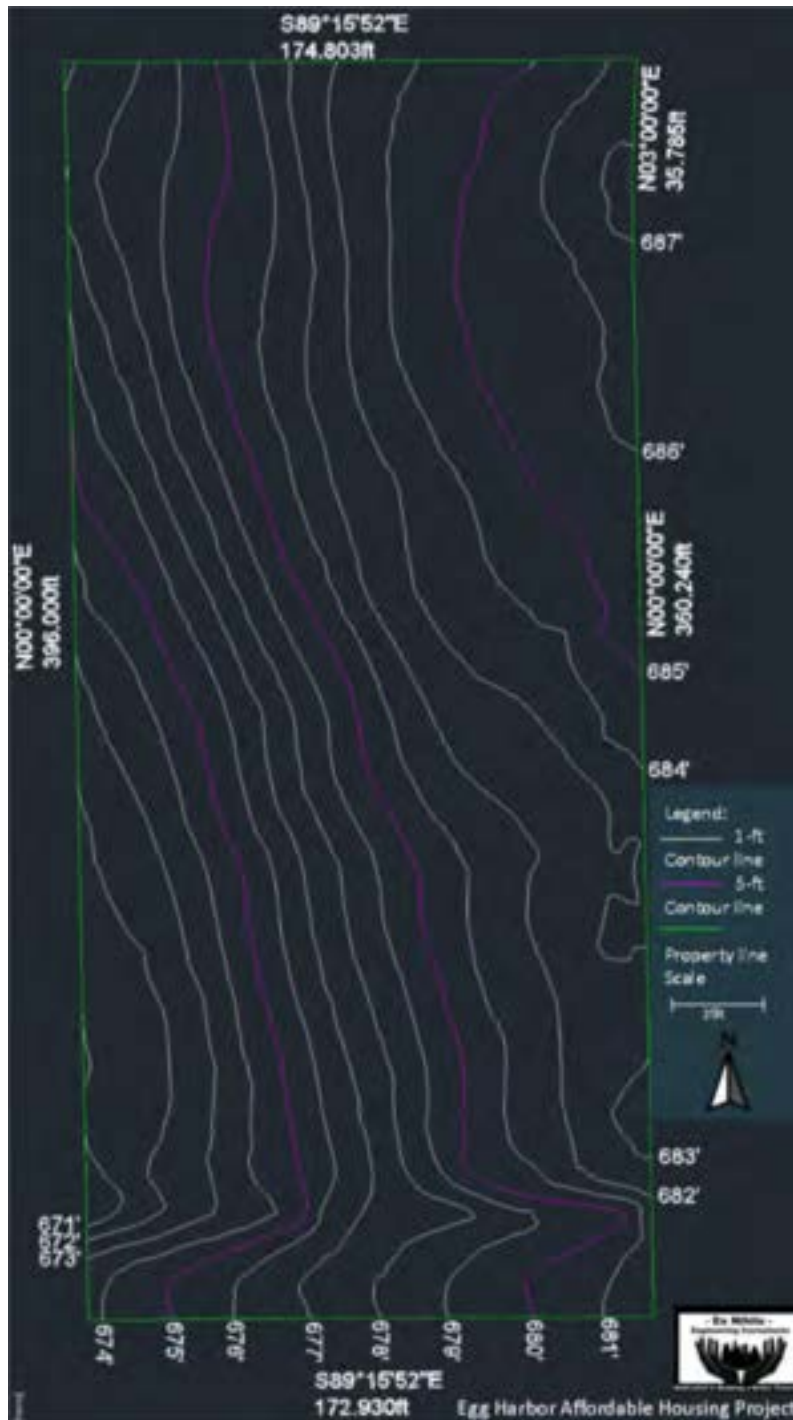 S89°15'52"E
174.803ft
N03°00'00"E
35.785ft
687'
686'
N00°00'00"E
396.000ft
N00°00'00"E
360.240ft
685'
684'
Legend:
1-ft
Contour line
5-ft
Contour line
Property line
Scale
N
683'
682'
671'
672'
673'
674'
675'
676'
677'
678'
679'
680'
681'
S89°15'52"E
172.930ft
Egg Harbor Affordable Housing Project